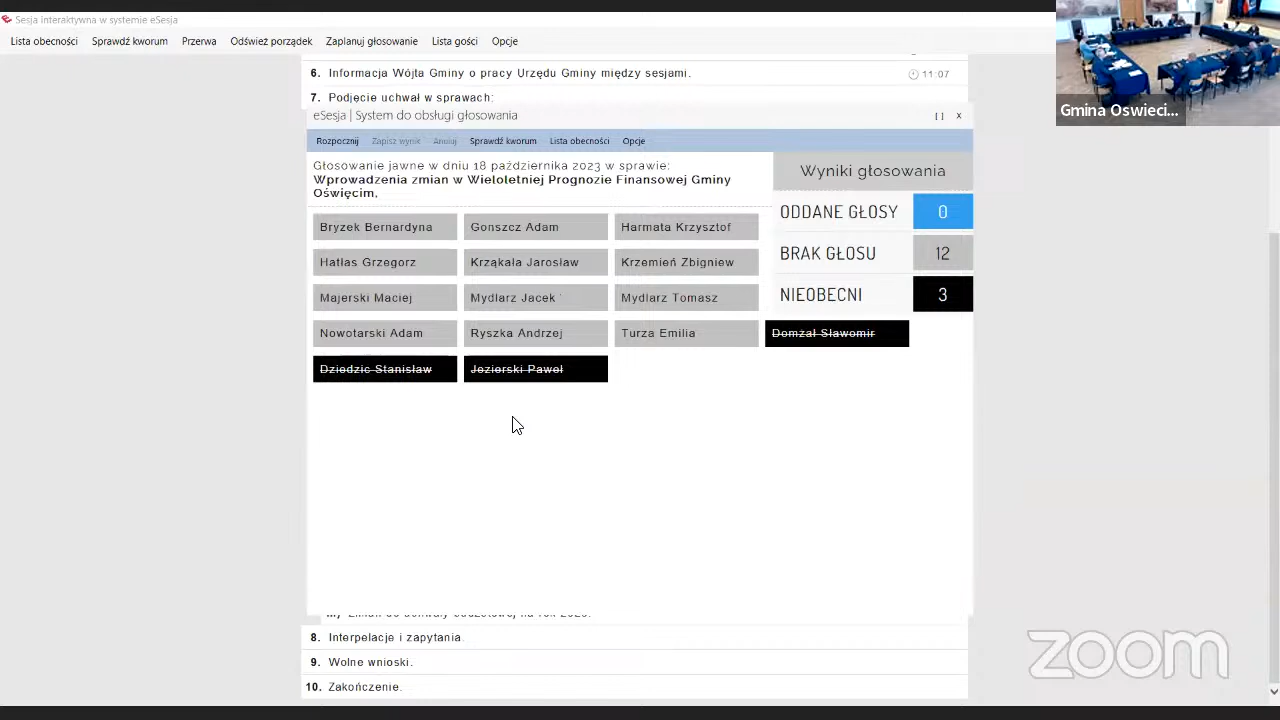 Sesja interaktywna w systemie eSesja
Lista obecności Sprawdź kworum Przerwa Odśwież porządek Zaplanuj głosowanie Lista gości Opcje
6. Informacja Wójta Gminy o pracy Urzędu Gminy między sesjami. 11:07
7. Podjęcie uchwał w sprawach:
eSesja | System do obsługi głosowania [ ] x
Rozpocznij Zapisz wynik Anuluj Sprawdź kworum Lista obecności Opcje
Głosowanie jawne w dniu 18 października 2023 w sprawie:
Wprowadzenia zmian w Wieloletniej Prognozie Finansowej Gminy
Oświęcim,
Wyniki głosowania
ODDANE GŁOSY 0
BRAK GŁOSU 12
NIEOBECNI 3
Bryzek Bernardyna Gonszcz Adam Harmata Krzysztof
Hatłas Grzegorz Krząkała Jarosław Krzemień Zbigniew
Majerski Maciej Mydlarz Jacek Mydlarz Tomasz
Nowotarski Adam Ryszka Andrzej Turza Emilia Domżał Sławomir
Dziedzic Stanisław Jezierski Paweł
8. Interpelacje i zapytania.
9. Wolne wnioski.
10. Zakończenie.
Gmina Oswieci...
zoom